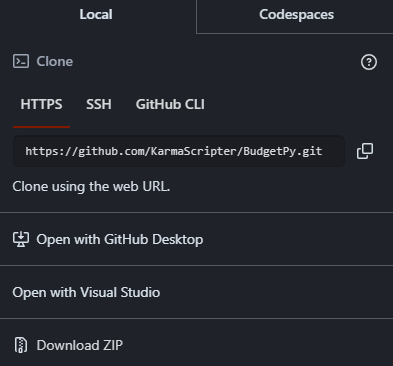 Local Codespaces
Clone
HTTPS SSH GitHub CLI
https://github.com/KarmaScripter/BudgetPy.git
Clone using the web URL.
Open with GitHub Desktop
Open with Visual Studio
Download ZIP